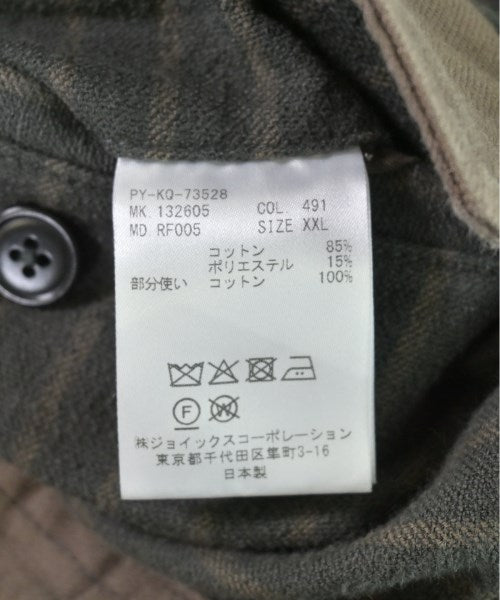 PY-KQ-73528
MK. 132605 COL. 491
MD. RF005 SIZE XXL
コットン 85%
ポリエステル 15%
部分使い コットン 100%
F W
㈱ジョイックスコーポレーション
東京都千代田区隼町3-16
日本製